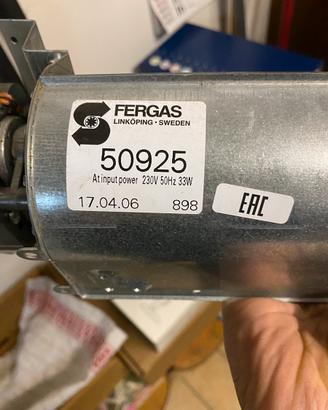 FERGAS
LINKÖPING · SWEDEN
50925
At input power 230V 50Hz 33W
17.04.06 898
EAC